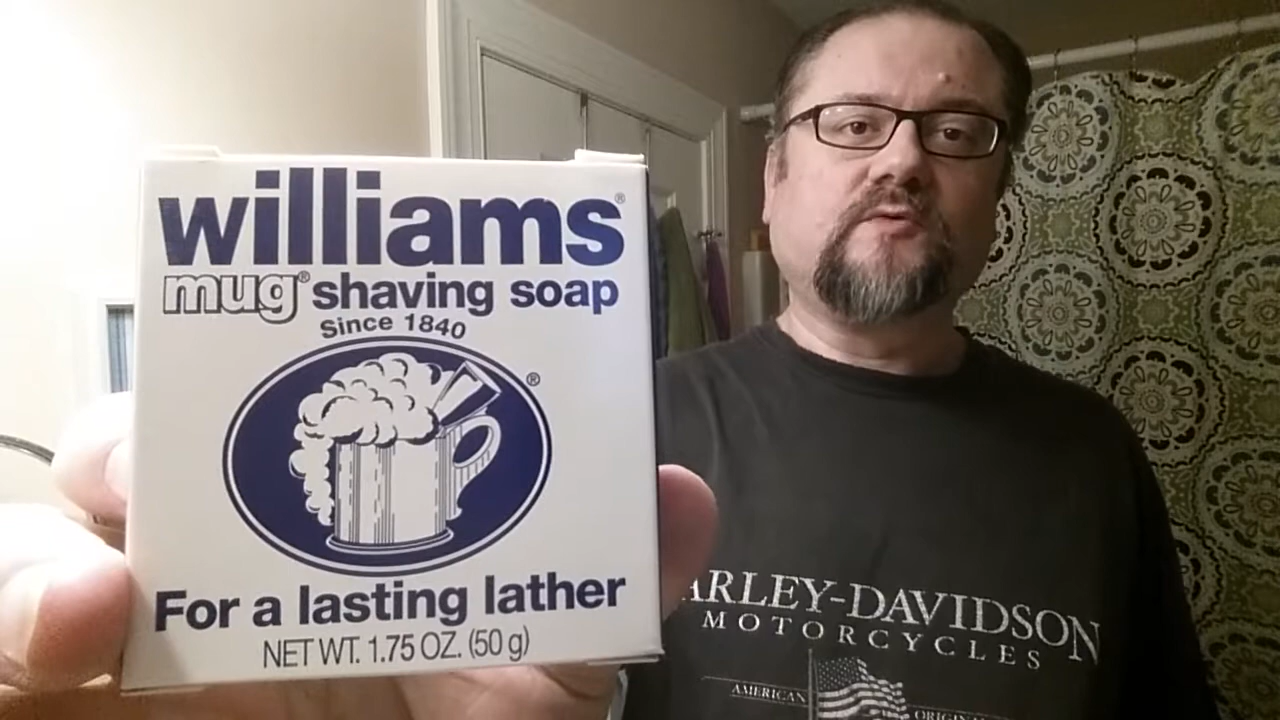 williams®
mug® shaving soap
Since 1840
®
For a lasting lather
NET WT. 1.75 OZ. (50 g)
ARLEY-DAVIDSON
MOTORCYCLES
AMERICAN